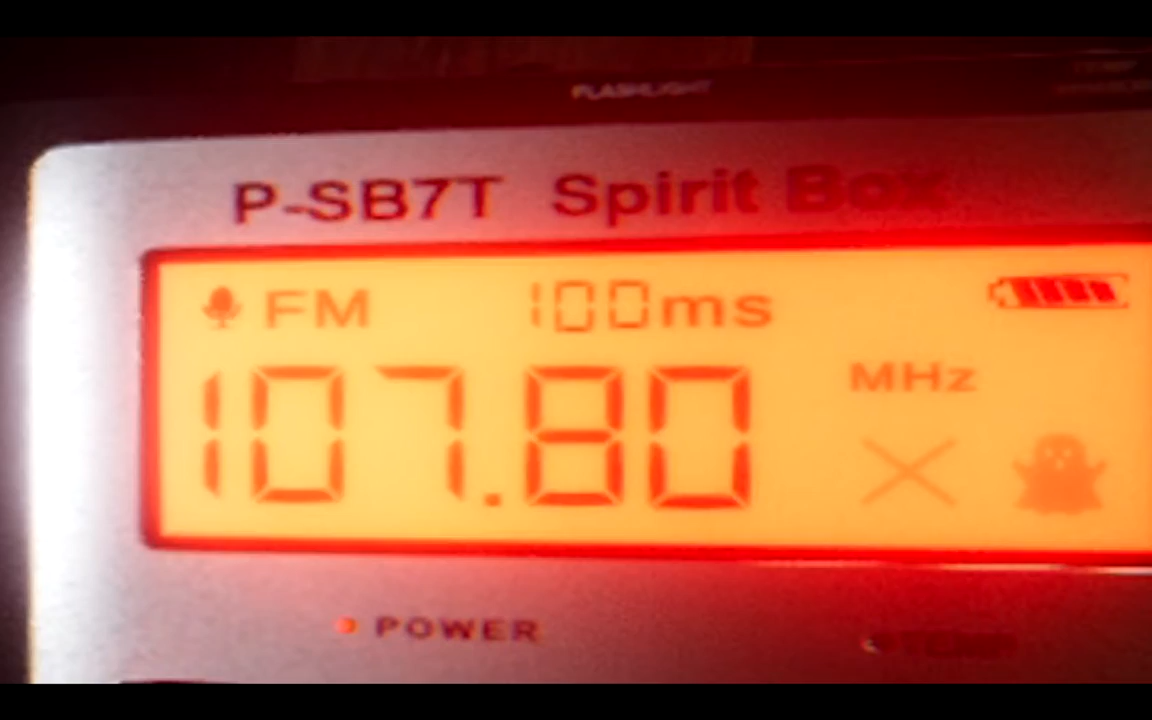 FLASHLIGHT
P-SB7T Spirit Box
FM 100ms
107.80 MHz
POWER
TEMP